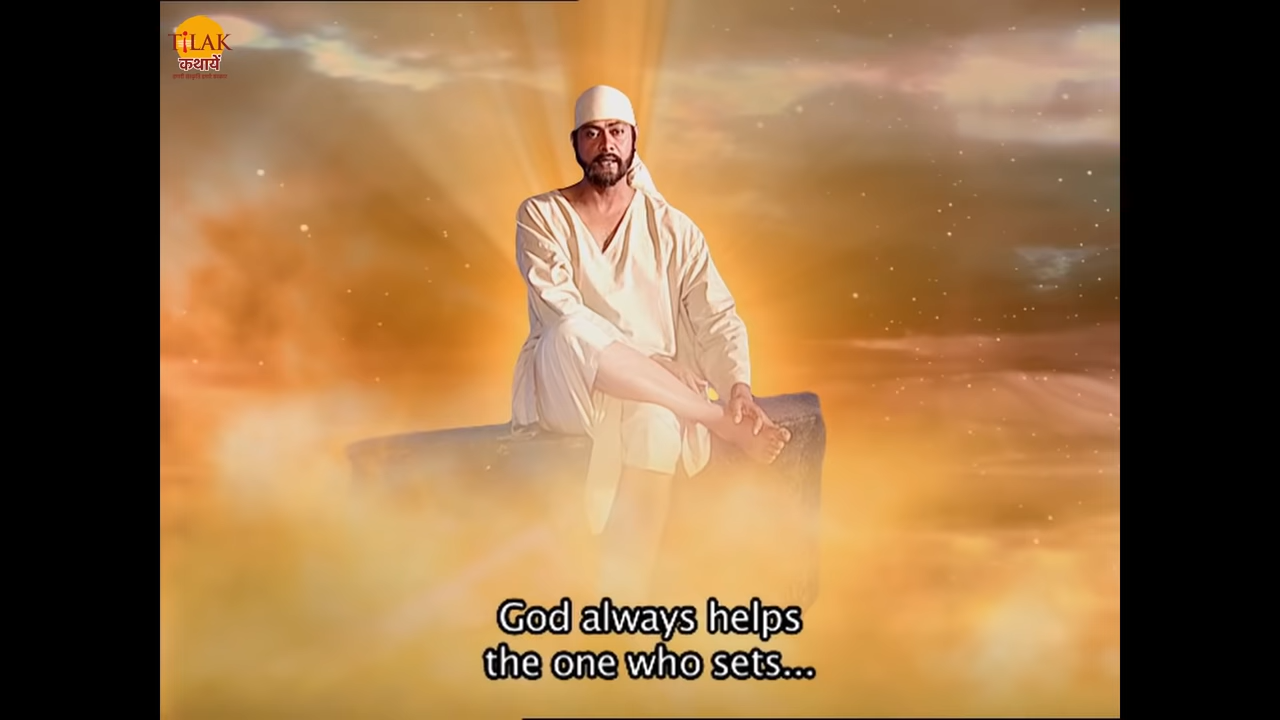 TiLAK
कथायें
God always helps
the one who sets...